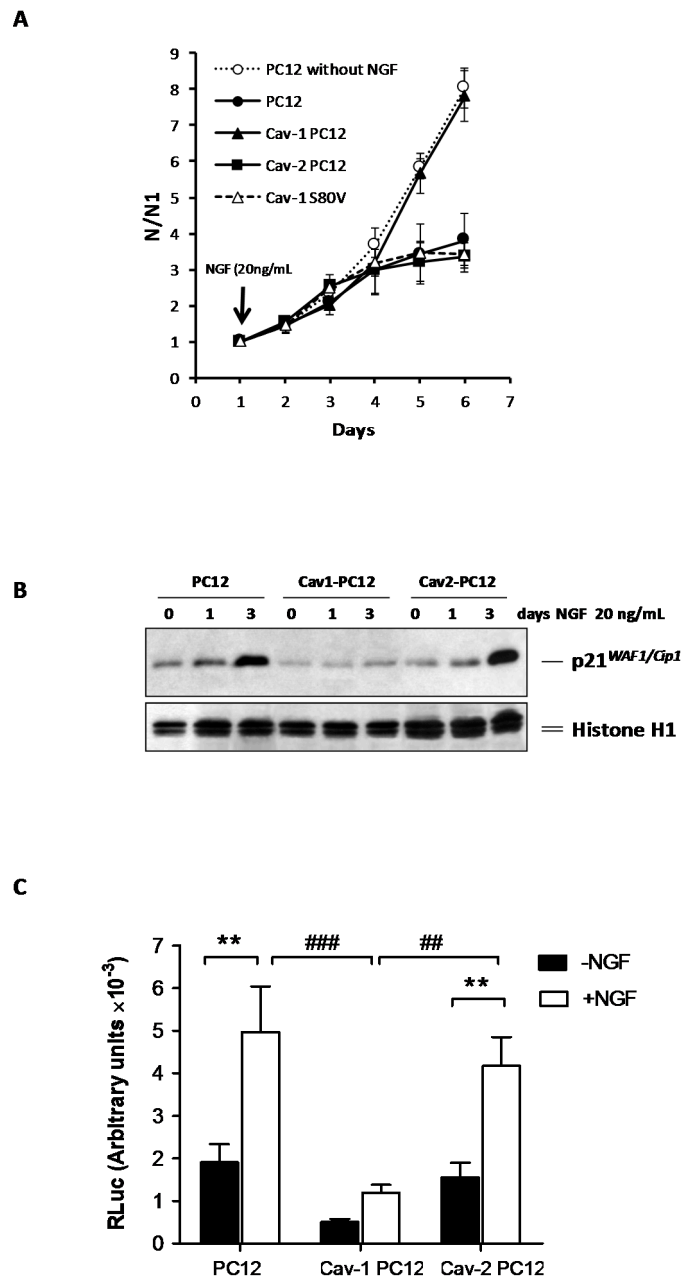 A
9
8
7
6
5
4
3
2
1
0
N/N1
PC12 without NGF
PC12
Cav-1 PC12
Cav-2 PC12
Cav-1 S80V
NGF (20ng/mL
0 1 2 3 4 5 6 7
Days
B
PC12 Cav1-PC12 Cav2-PC12
0 1 3 0 1 3 0 1 3 days NGF 20 ng/mL
p21WAF1/Cip1
Histone H1
C
7
6
5
4
3
2
1
0
RLuc (Arbitrary units ×10-3)
** ### ##
**
-NGF
+NGF
PC12 Cav-1 PC12 Cav-2 PC12